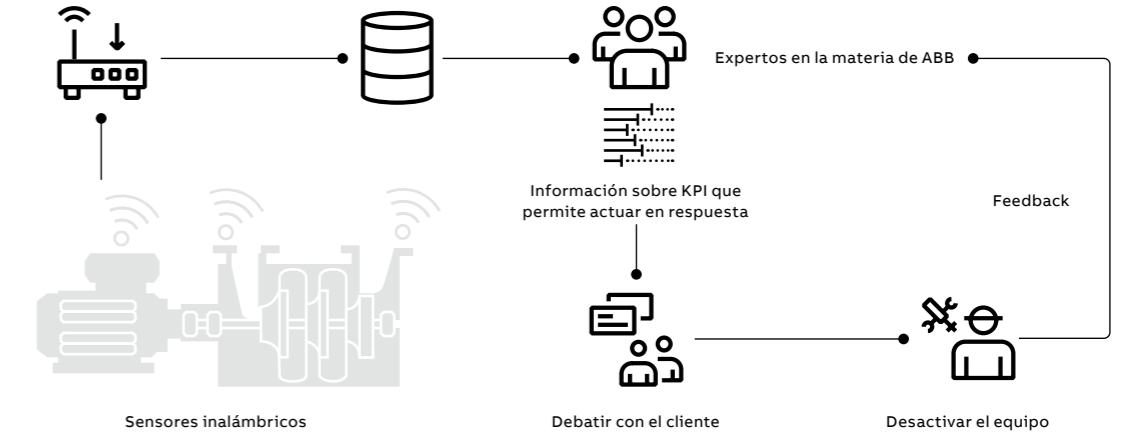 Expertos en la materia de ABB
Información sobre KPI que
permite actuar en respuesta
Feedback
Sensores inalámbricos
Debatir con el cliente
Desactivar el equipo